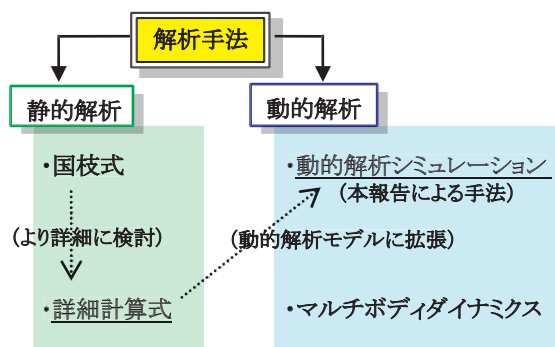 解析手法
静的解析
動的解析
・国枝式
・動的解析シミュレーション
(本報告による手法)
(より詳細に検討)
(動的解析モデルに拡張)
・詳細計算式
・マルチボディダイナミクス